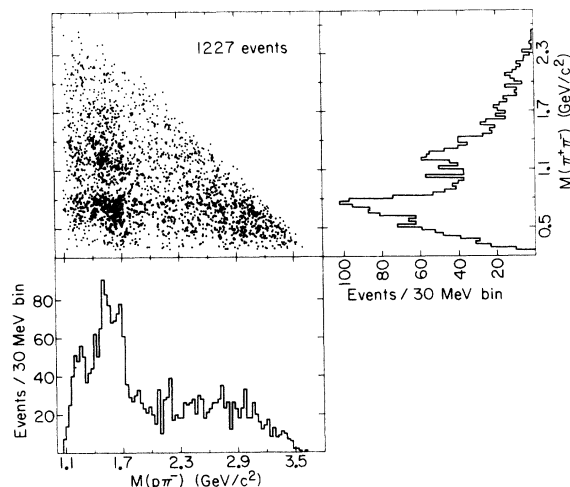 1227 events
2.3
1.7
1.1
0.5
M(π⁺π⁻) (GeV/c²)
100 80 60 40 20
Events / 30 MeV bin
80
60
40
20
Events / 30 MeV bin
1.1 1.7 2.3 2.9 3.5
M(pπ⁻) (GeV/c²)